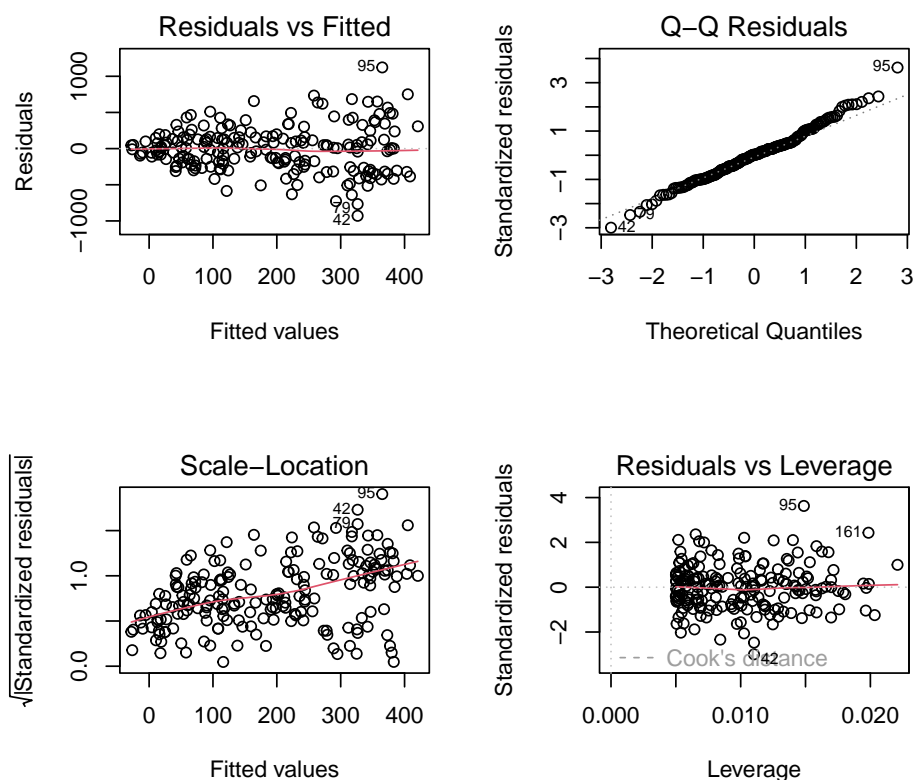 Residuals vs Fitted
Residuals
1000
0
−1000
95
79
42
0 100 200 300 400
Fitted values
Q−Q Residuals
Standardized residuals
3
1
−1
−3
95
79
42
−3 −2 −1 0 1 2 3
Theoretical Quantiles
Scale−Location
√|Standardized residuals|
1.0
0.0
95
42
79
0 100 200 300 400
Fitted values
Residuals vs Leverage
Standardized residuals
4
2
0
−2
95
161
42
Cook's distance
0.000 0.010 0.020
Leverage